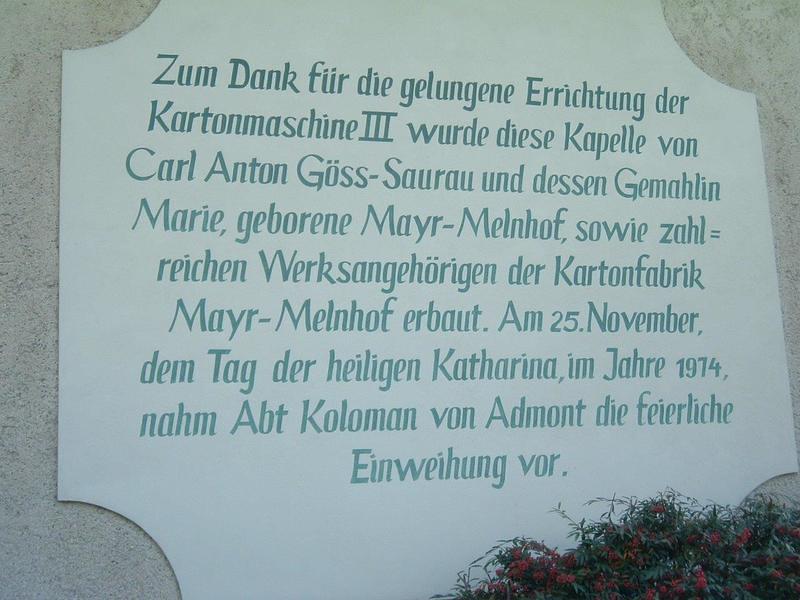 Zum Dank für die gelungene Errichtung der
Kartonmaschine III wurde diese Kapelle von
Carl Anton Göss-Saurau und dessen Gemahlin
Marie, geborene Mayr-Melnhof, sowie zahl=
reichen Werksangehörigen der Kartonfabrik
Mayr-Melnhof erbaut. Am 25. November,
dem Tag der heiligen Katharina, im Jahre 1974,
nahm Abt Koloman von Admont die feierliche
Einweihung vor.